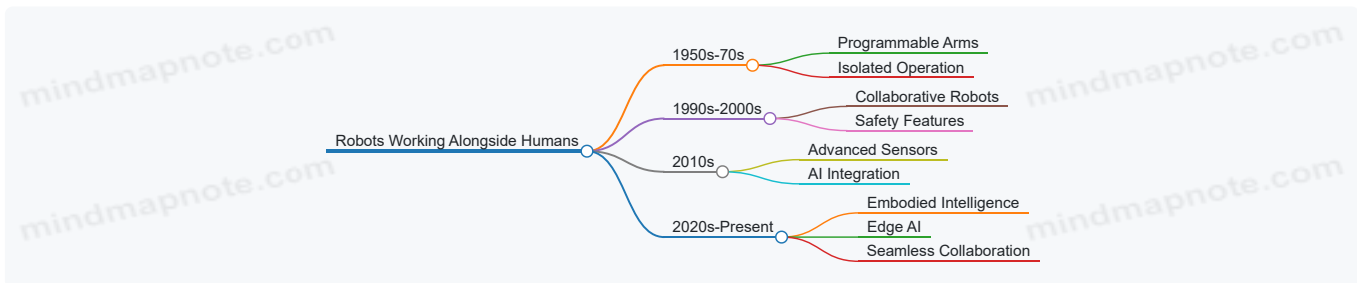 mindmapnote.com
mindmapnote.com
Robots Working Alongside Humans
1950s-70s
Programmable Arms
Isolated Operation
1990s-2000s
Collaborative Robots
Safety Features
2010s
Advanced Sensors
AI Integration
2020s-Present
Embodied Intelligence
Edge AI
Seamless Collaboration
mindmapnote.com
mindmapnote.com